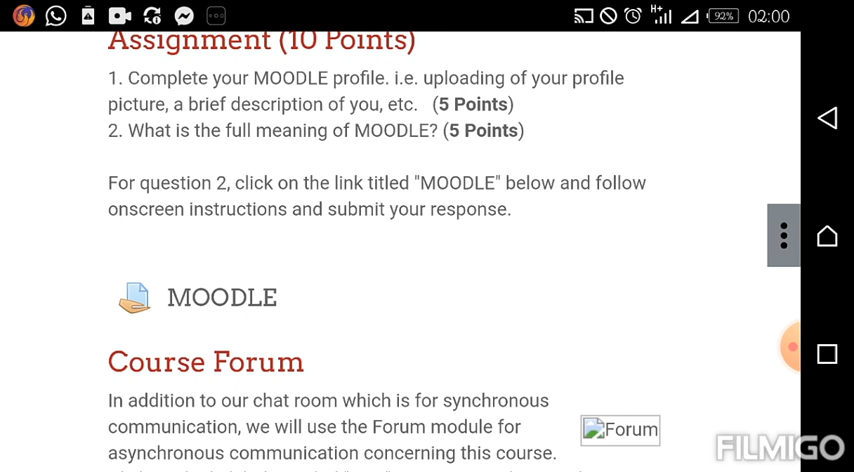 H+
92%
02:00
Assignment (10 Points)
1. Complete your MOODLE profile. i.e. uploading of your profile
picture, a brief description of you, etc. (5 Points)
2. What is the full meaning of MOODLE? (5 Points)
For question 2, click on the link titled "MOODLE" below and follow
onscreen instructions and submit your response.
MOODLE
Course Forum
In addition to our chat room which is for synchronous
communication, we will use the Forum module for
asynchronous communication concerning this course.
Forum
FILMIGO